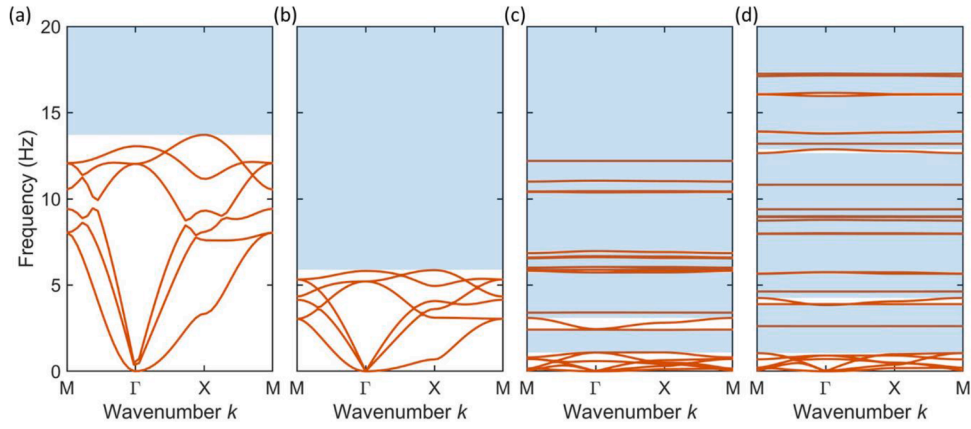 (a)
(b)
(c)
(d)
20
15
10
5
0
Frequency (Hz)
M Γ X M
M Γ X M
M Γ X M
M Γ X M
Wavenumber k
Wavenumber k
Wavenumber k
Wavenumber k